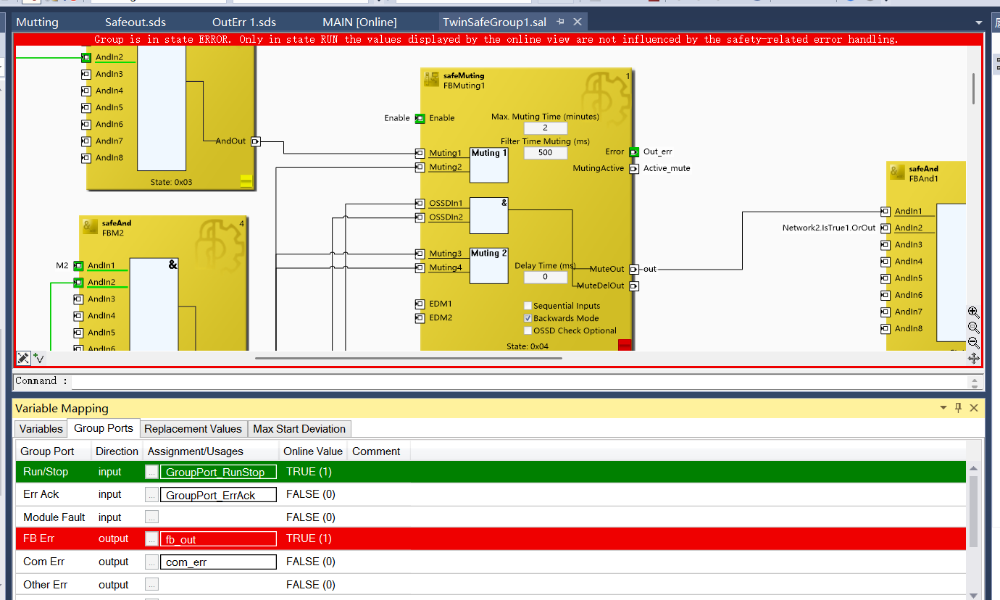 Mutting Safeout.sds OutErr 1.sds MAIN [Online] TwinSafeGroup1.sal
Group is in state ERROR. Only in state RUN the values displayed by the online view are not influenced by the safety-related error handling.
AndIn2
AndIn3
AndIn4
AndIn5
AndIn6
AndIn7
AndIn8
AndOut
State: 0x03
safeAnd
FBM2
4
M2
AndIn1
&
AndIn2
AndIn3
AndIn4
AndIn5
AndIn6
safeMuting
FBMuting1
1
Enable
Enable
Max. Muting Time (minutes)
2
Filter Time Muting (ms)
500
Muting1
Muting2
Muting 1
Error
Out_err
MutingActive
Active_mute
OSSDIn1
OSSDIn2
&
Muting3
Muting4
Muting 2
Delay Time (ms)
0
MuteOut
out
MuteDelOut
EDM1
EDM2
Sequential Inputs
Backwards Mode
OSSD Check Optional
State: 0x04
safeAnd
FBAnd1
AndIn1
Network2.IsTrue1.OrOut
AndIn2
AndIn3
AndIn4
AndIn5
AndIn6
AndIn7
AndIn8
Command :
Variable Mapping
Variables Group Ports Replacement Values Max Start Deviation
Group Port Direction Assignment/Usages Online Value Comment
Run/Stop input ... GroupPort_RunStop TRUE (1)
Err Ack input ... GroupPort_ErrAck FALSE (0)
Module Fault input ... FALSE (0)
FB Err output ... fb_out TRUE (1)
Com Err output ... com_err FALSE (0)
Other Err output ... FALSE (0)